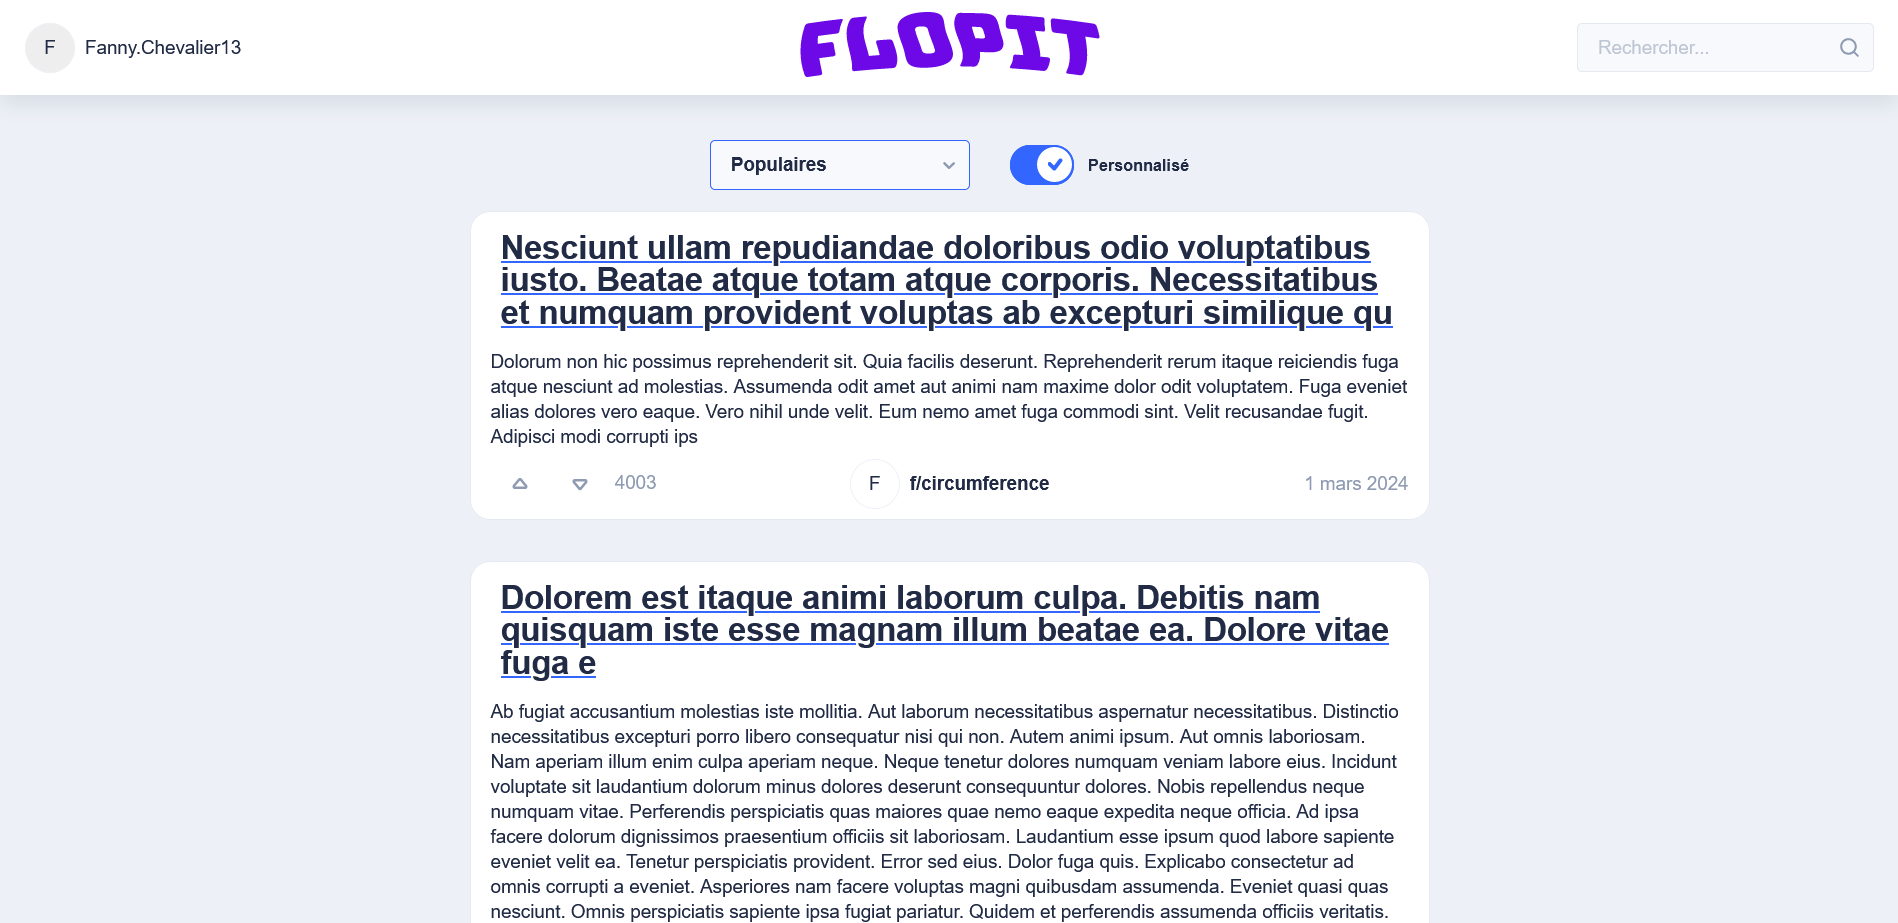 F Fanny.Chevalier13
FLOPIT
Rechercher...
Populaires
Personnalisé
Nesciunt ullam repudiandae doloribus odio voluptatibus
iusto. Beatae atque totam atque corporis. Necessitatibus
et numquam provident voluptas ab excepturi similique qu
Dolorum non hic possimus reprehenderit sit. Quia facilis deserunt. Reprehenderit rerum itaque reiciendis fuga
atque nesciunt ad molestias. Assumenda odit amet aut animi nam maxime dolor odit voluptatem. Fuga eveniet
alias dolores vero eaque. Vero nihil unde velit. Eum nemo amet fuga commodi sint. Velit recusandae fugit.
Adipisci modi corrupti ips
4003
F f/circumference
1 mars 2024
Dolorem est itaque animi laborum culpa. Debitis nam
quisquam iste esse magnam illum beatae ea. Dolore vitae
fuga e
Ab fugiat accusantium molestias iste mollitia. Aut laborum necessitatibus aspernatur necessitatibus. Distinctio
necessitatibus excepturi porro libero consequatur nisi qui non. Autem animi ipsum. Aut omnis laboriosam.
Nam aperiam illum enim culpa aperiam neque. Neque tenetur dolores numquam veniam labore eius. Incidunt
voluptate sit laudantium dolorum minus dolores deserunt consequuntur dolores. Nobis repellendus neque
numquam vitae. Perferendis perspiciatis quas maiores quae nemo eaque expedita neque officia. Ad ipsa
facere dolorum dignissimos praesentium officiis sit laboriosam. Laudantium esse ipsum quod labore sapiente
eveniet velit ea. Tenetur perspiciatis provident. Error sed eius. Dolor fuga quis. Explicabo consectetur ad
omnis corrupti a eveniet. Asperiores nam facere voluptas magni quibusdam assumenda. Eveniet quasi quas
nesciunt. Omnis perspiciatis sapiente ipsa fugiat pariatur. Quidem et perferendis assumenda officiis veritatis.